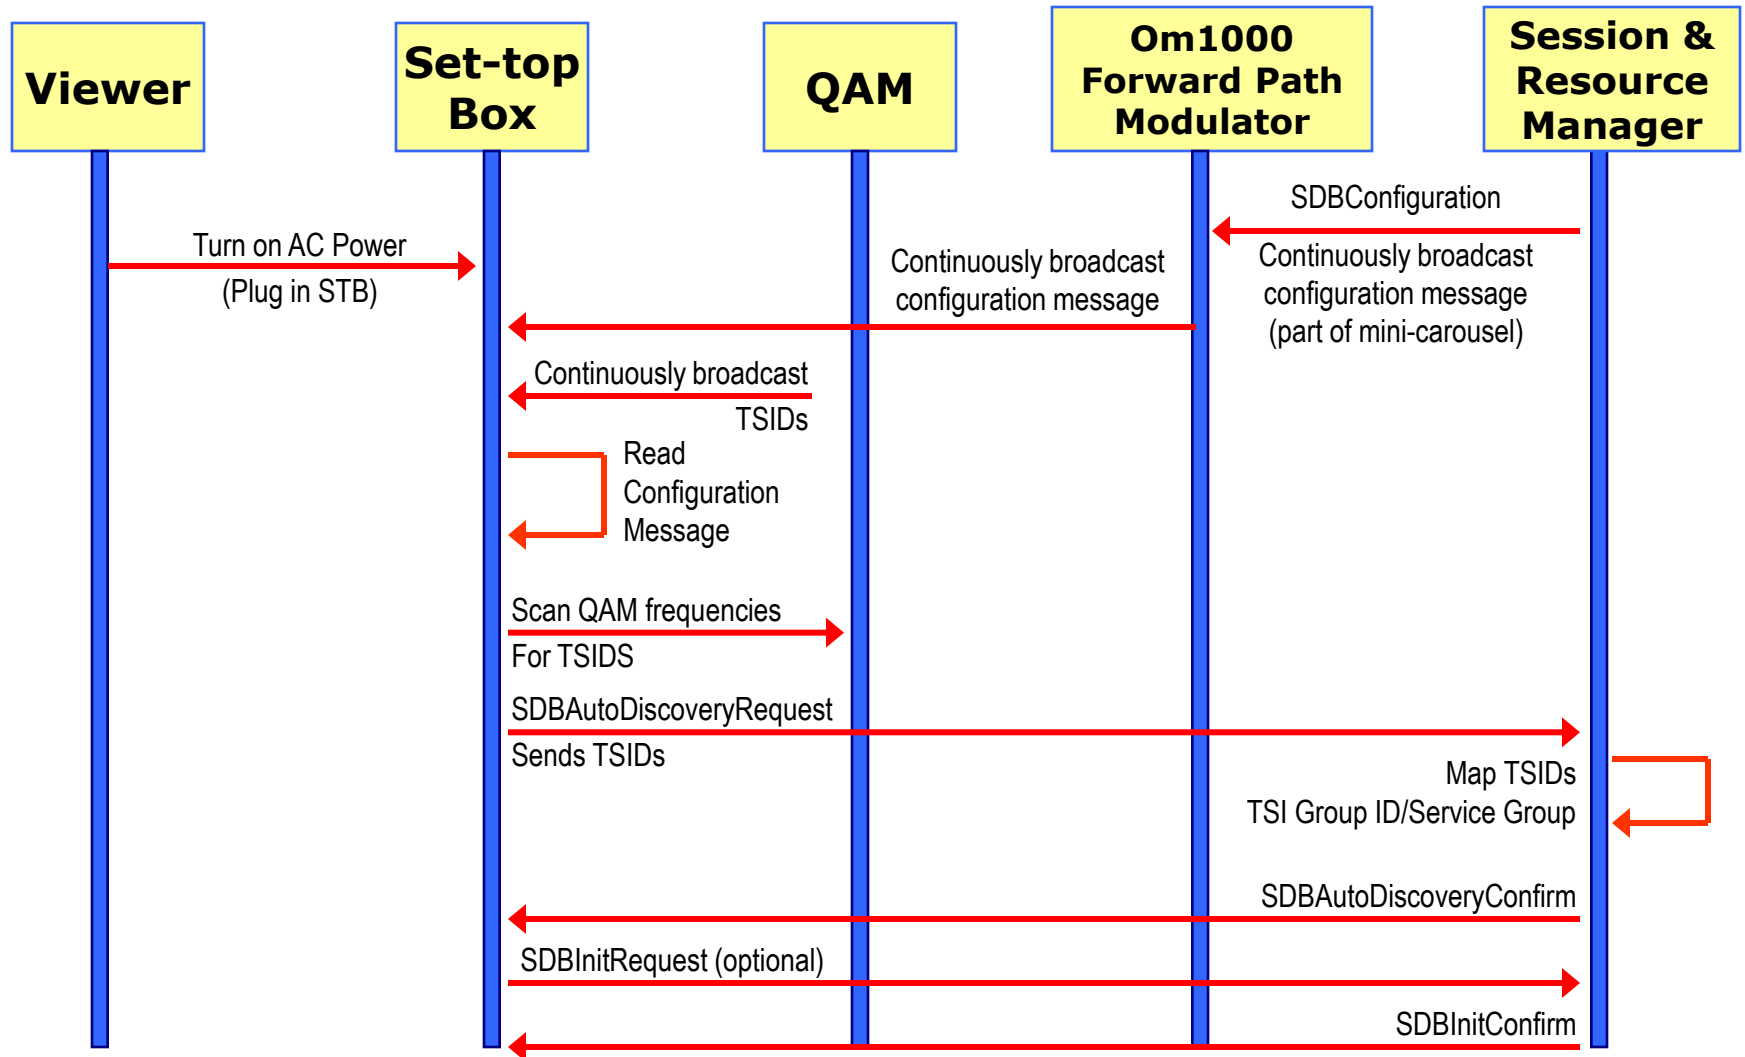 Viewer
Set-top
Box
QAM
Om1000
Forward Path
Modulator
Session &
Resource
Manager
SDBConfiguration
Turn on AC Power
(Plug in STB)
Continuously broadcast
configuration message
Continuously broadcast
configuration message
(part of mini-carousel)
Continuously broadcast
TSIDs
Read
Configuration
Message
Scan QAM frequencies
For TSIDS
SDBAutoDiscoveryRequest
Sends TSIDs
Map TSIDs
TSI Group ID/Service Group
SDBAutoDiscoveryConfirm
SDBInitRequest (optional)
SDBInitConfirm